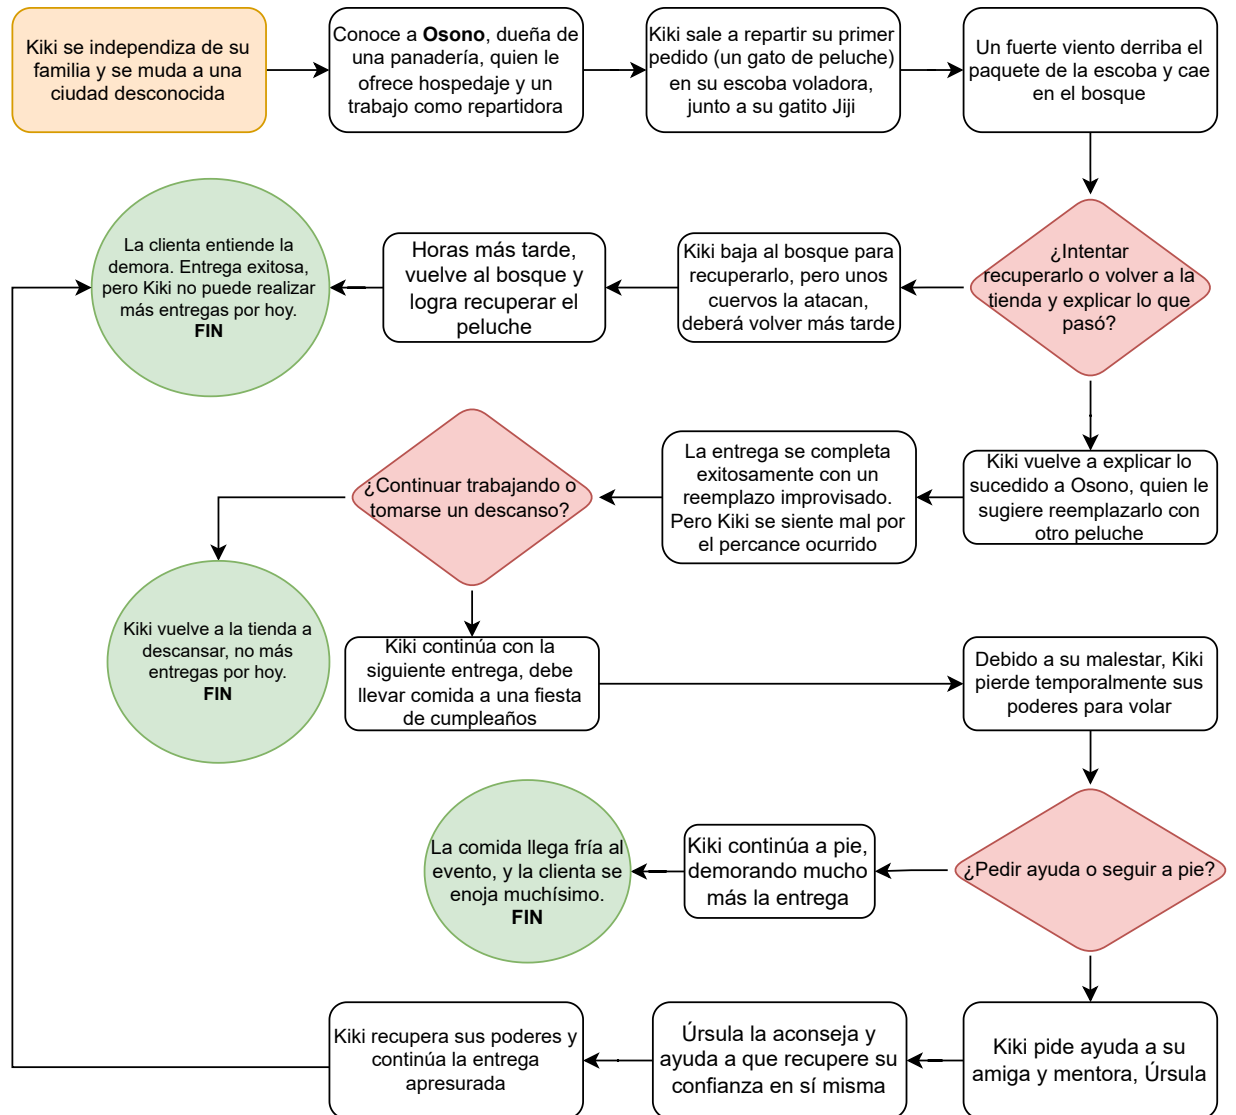 Kiki se independiza de su
familia y se muda a una
ciudad desconocida
Conoce a Osono, dueña de
una panadería, quien le
ofrece hospedaje y un
trabajo como repartidora
Kiki sale a repartir su primer
pedido (un gato de peluche)
en su escoba voladora,
junto a su gatito Jiji
Un fuerte viento derriba el
paquete de la escoba y cae
en el bosque
¿Intentar
recuperarlo o volver a la
tienda y explicar lo que
pasó?
Kiki baja al bosque para
recuperarlo, pero unos
cuervos la atacan,
deberá volver más tarde
Horas más tarde,
vuelve al bosque y
logra recuperar el
peluche
La clienta entiende la
demora. Entrega exitosa,
pero Kiki no puede realizar
más entregas por hoy.
FIN
Kiki vuelve a explicar lo
sucedido a Osono, quien le
sugiere reemplazarlo con
otro peluche
La entrega se completa
exitosamente con un
reemplazo improvisado.
Pero Kiki se siente mal por
el percance ocurrido
¿Continuar trabajando o
tomarse un descanso?
Kiki vuelve a la tienda a
descansar, no más
entregas por hoy.
FIN
Kiki continúa con la
siguiente entrega, debe
llevar comida a una fiesta
de cumpleaños
Debido a su malestar, Kiki
pierde temporalmente sus
poderes para volar
¿Pedir ayuda o seguir a pie?
Kiki continúa a pie,
demorando mucho
más la entrega
La comida llega fría al
evento, y la clienta se
enoja muchísimo.
FIN
Kiki pide ayuda a su
amiga y mentora, Úrsula
Úrsula la aconseja y
ayuda a que recupere su
confianza en sí misma
Kiki recupera sus poderes y
continúa la entrega
apresurada